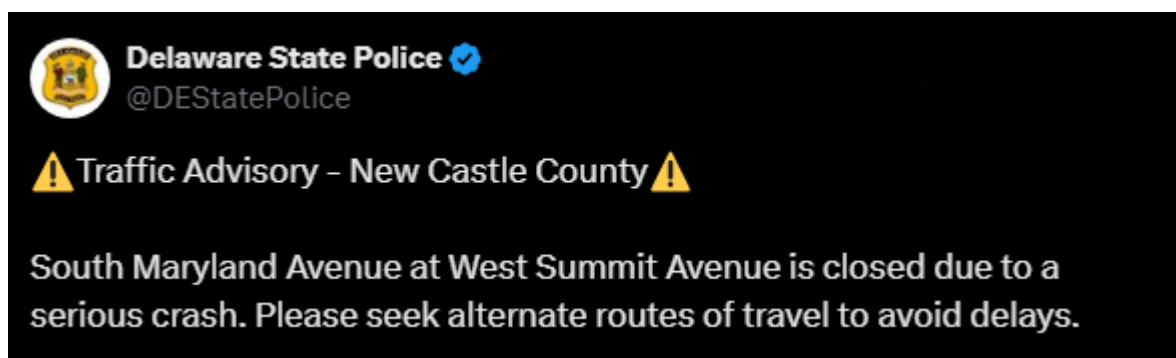 Delaware State Police
@DEStatePolice
⚠️Traffic Advisory – New Castle County⚠️
South Maryland Avenue at West Summit Avenue is closed due to a
serious crash. Please seek alternate routes of travel to avoid delays.